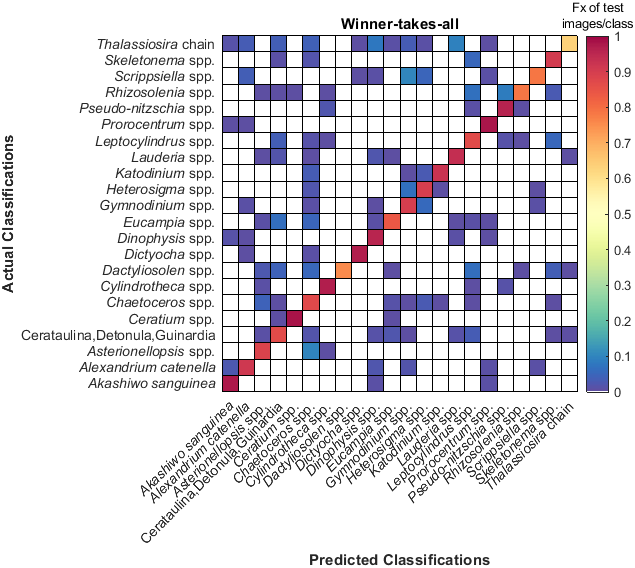 Winner-takes-all
Fx of test
images/class
Actual Classifications
Thalassiosira chain
Skeletonema spp.
Scrippsiella spp.
Rhizosolenia spp.
Pseudo-nitzschia spp.
Prorocentrum spp.
Leptocylindrus spp.
Lauderia spp.
Katodinium spp.
Heterosigma spp.
Gymnodinium spp.
Eucampia spp.
Dinophysis spp.
Dictyocha spp.
Dactyliosolen spp.
Cylindrotheca spp.
Chaetoceros spp.
Ceratium spp.
Cerataulina,Detonula,Guinardia
Asterionellopsis spp.
Alexandrium catenella
Akashiwo sanguinea
1
0.9
0.8
0.7
0.6
0.5
0.4
0.3
0.2
0.1
0
Akashiwo sanguinea
Alexandrium catenella
Asterionellopsis spp
Cerataulina,Detonula,Guinardia
Ceratium spp
Chaetoceros spp
Cylindrotheca spp
Dactyliosolen spp
Dictyocha spp
Dinophysis spp
Eucampia spp
Gymnodinium spp
Heterosigma spp
Katodinium spp
Lauderia spp
Leptocylindrus spp
Prorocentrum spp
Pseudo-nitzschia spp
Rhizosolenia spp
Scrippsiella spp
Skeletonema spp
Thalassiosira chain
Predicted Classifications